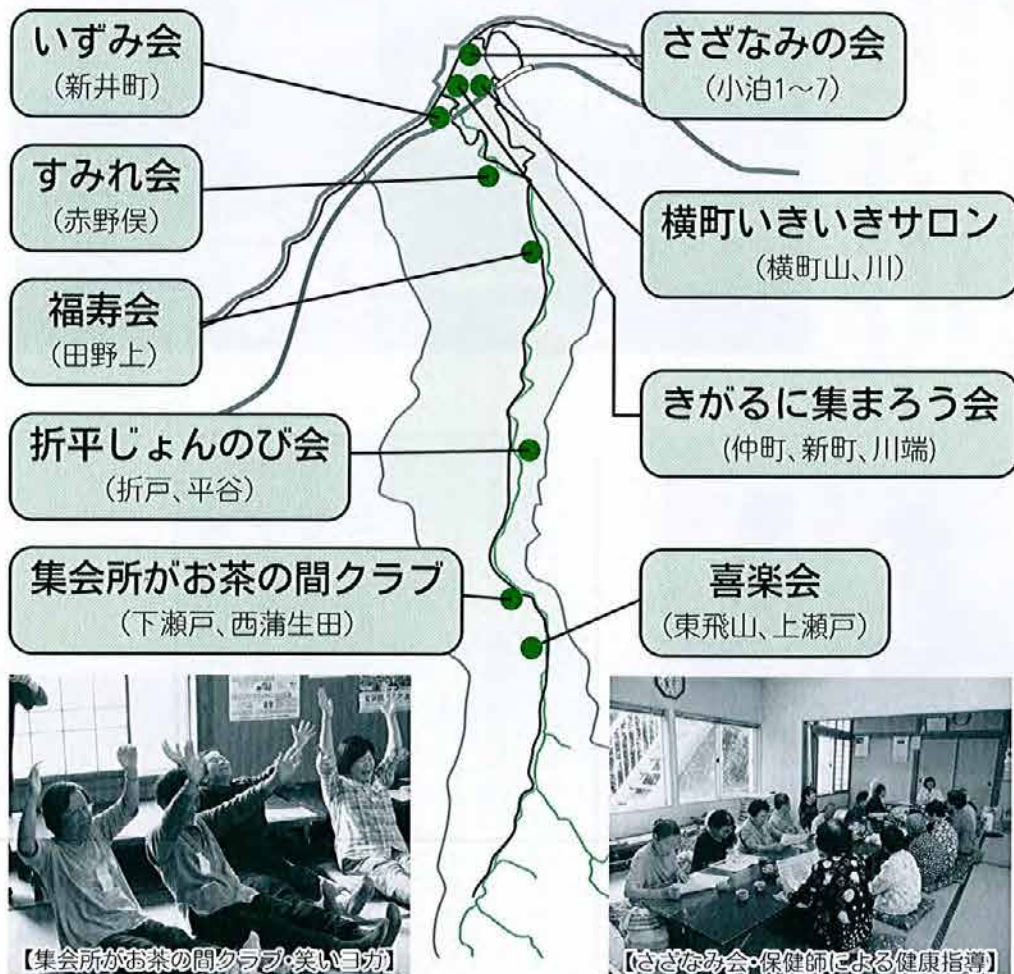 いずみ会
(新井町)
さざなみの会
(小泊1～7)
すみれ会
(赤野俣)
横町いきいきサロン
(横町山、川)
福寿会
(田野上)
きがるに集まろう会
(仲町、新町、川端)
折平じょんのび会
(折戸、平谷)
集会所がお茶の間クラブ
(下瀬戸、西蒲生田)
喜楽会
(東飛山、上瀬戸)
【集会所がお茶の間クラブ・笑いヨガ】
【さざなみ会・保健師による健康指導】